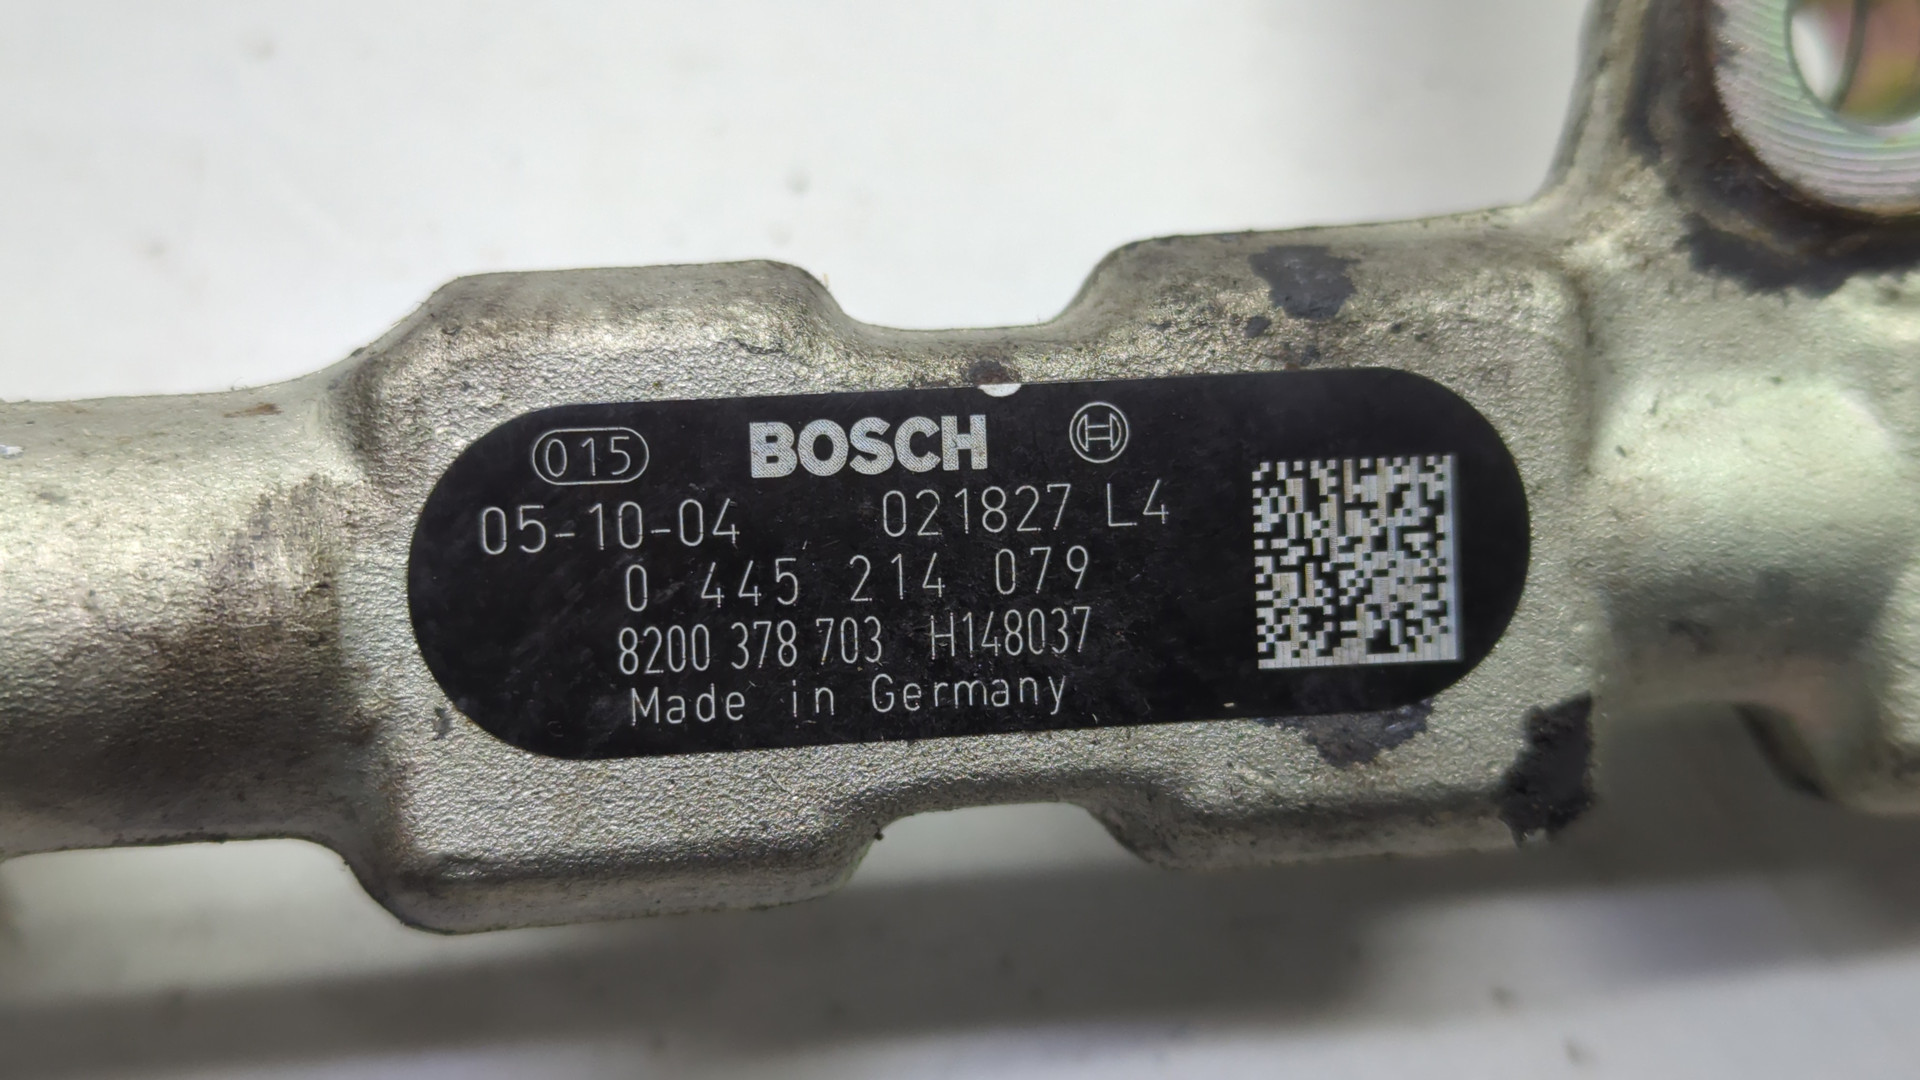 015 BOSCH
05-10-04 021827 L4
0 445 214 079
8200 378 703 H148037
Made in Germany